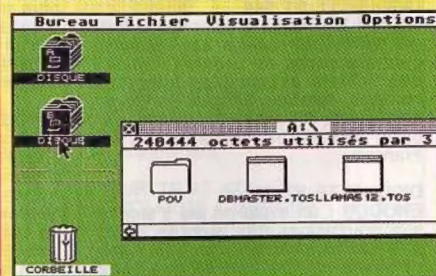 Bureau Fichier Visualisation Options
DISQUE
DISQUE
A:\
240444 octets utilisés par 3
POV
DBMASTER.TOS
LLAMAS12.TOS
CORBEILLE